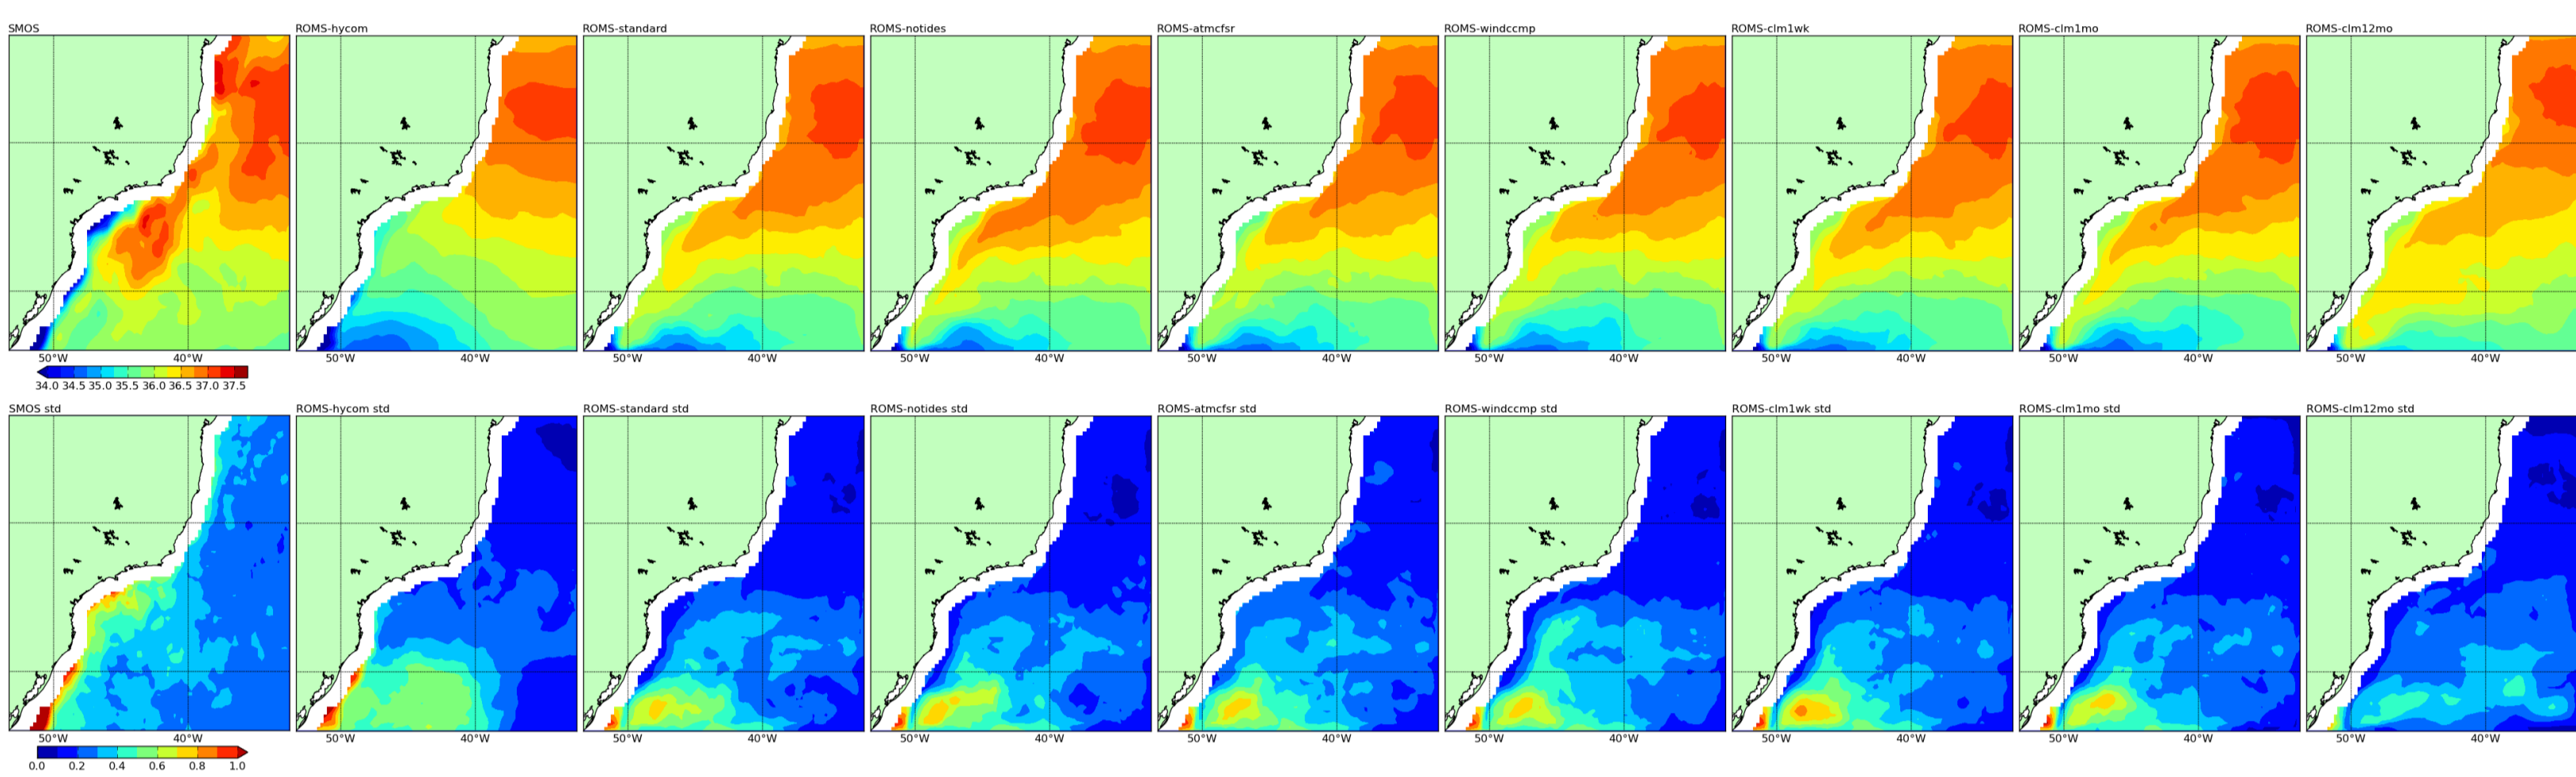 SMOS ROMS-hycom ROMS-standard ROMS-notides ROMS-atmcfsr ROMS-windccmp ROMS-clm1wk ROMS-clm1mo ROMS-clm12mo
50°W 40°W 50°W 40°W 50°W 40°W 50°W 40°W 50°W 40°W 50°W 40°W 50°W 40°W 50°W 40°W 50°W 40°W
34.0 34.5 35.0 35.5 36.0 36.5 37.0 37.5
SMOS std ROMS-hycom std ROMS-standard std ROMS-notides std ROMS-atmcfsr std ROMS-windccmp std ROMS-clm1wk std ROMS-clm1mo std ROMS-clm12mo std
50°W 40°W 50°W 40°W 50°W 40°W 50°W 40°W 50°W 40°W 50°W 40°W 50°W 40°W 50°W 40°W 50°W 40°W
0.0 0.2 0.4 0.6 0.8 1.0